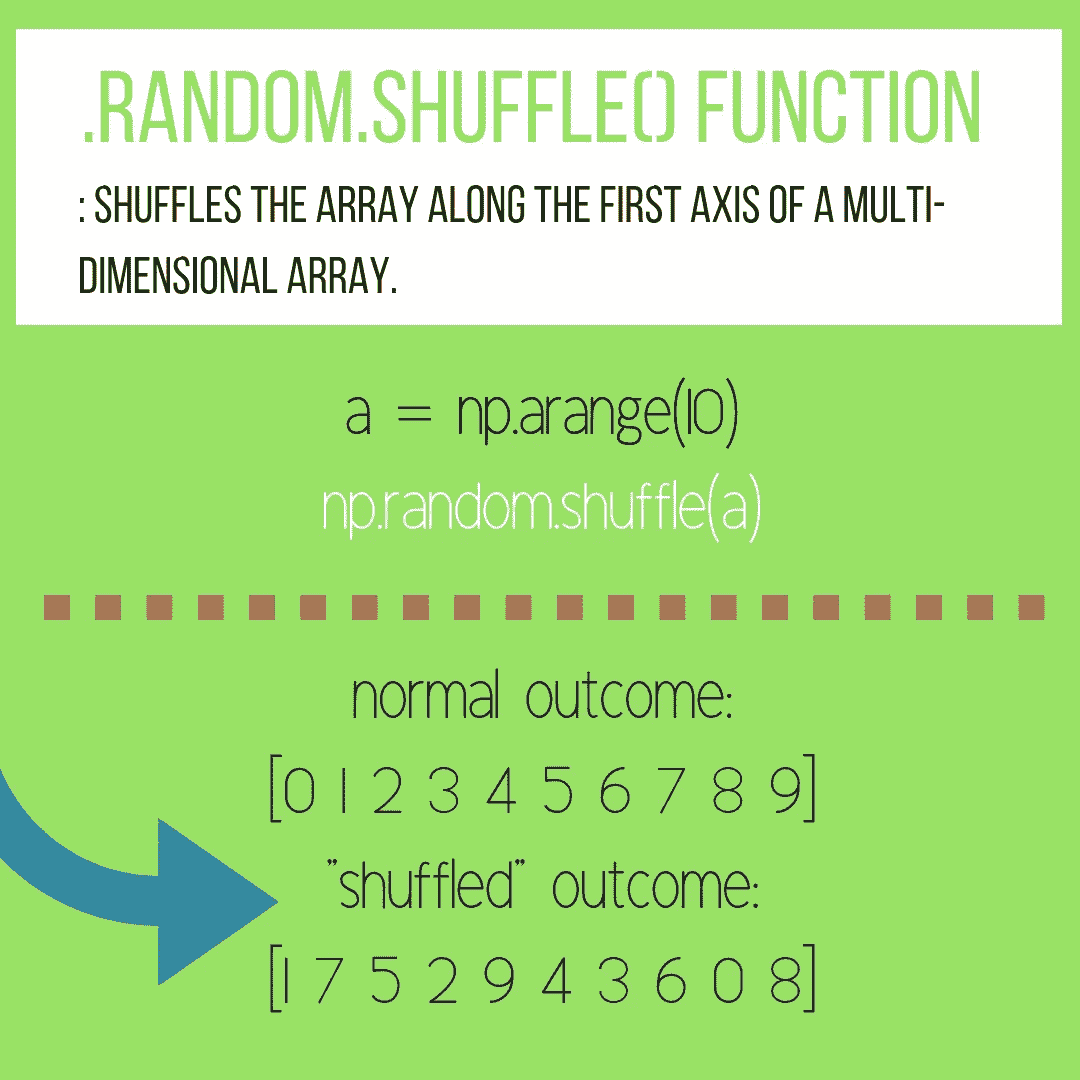 .RANDOM.SHUFFLE() FUNCTION
: SHUFFLES THE ARRAY ALONG THE FIRST AXIS OF A MULTI-
DIMENSIONAL ARRAY.
a = np.arange(10)
np.random.shuffle(a)
normal outcome:
[0 1 2 3 4 5 6 7 8 9]
"shuffled" outcome:
[1 7 5 2 9 4 3 6 0 8]